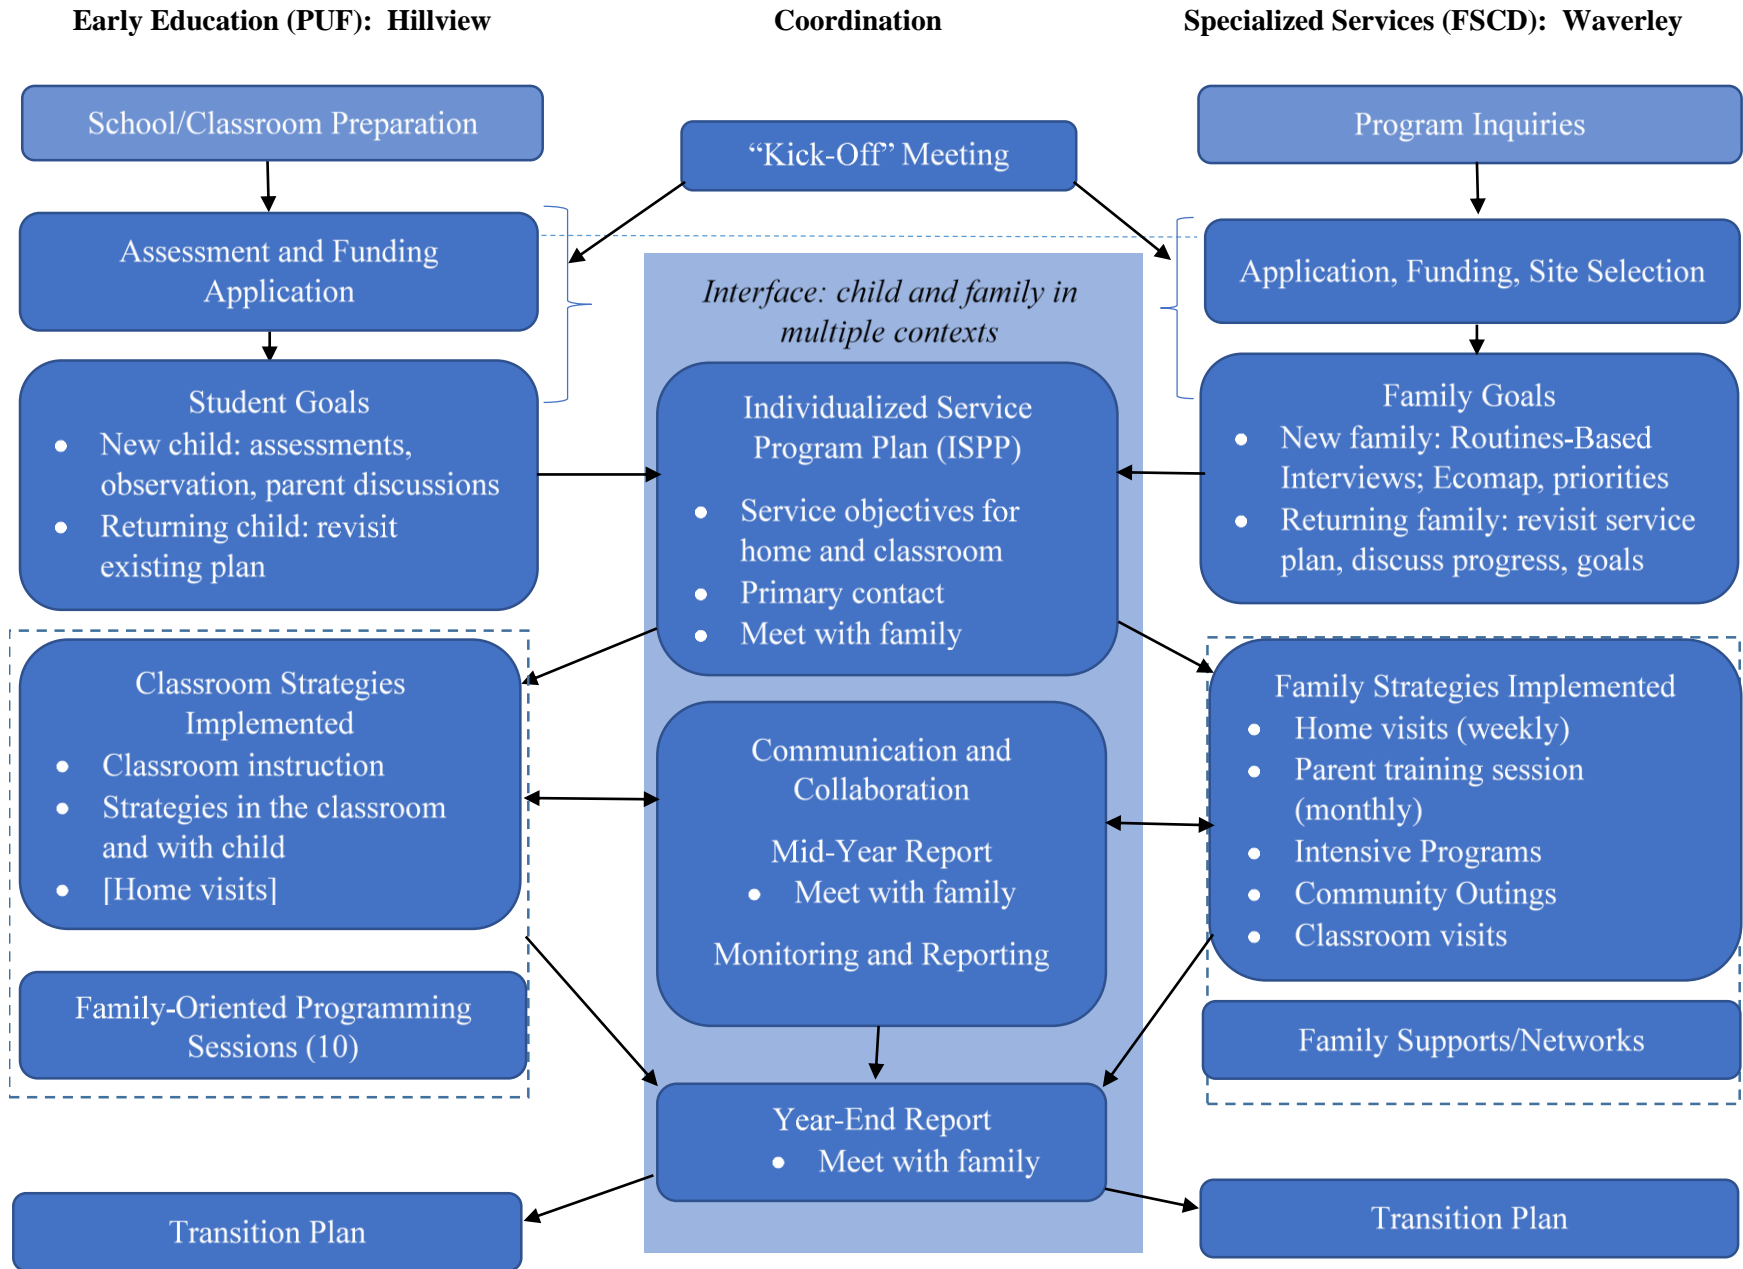 Early Education (PUF): Hillview
Coordination
Specialized Services (FSCD): Waverley
School/Classroom Preparation
“Kick-Off” Meeting
Program Inquiries
Assessment and Funding
Application
Application, Funding, Site Selection
Interface: child and family in
multiple contexts
Student Goals
• New child: assessments,
observation, parent discussions
• Returning child: revisit
existing plan
Individualized Service
Program Plan (ISPP)
• Service objectives for
home and classroom
• Primary contact
• Meet with family
Family Goals
• New family: Routines-Based
Interviews; Ecomap, priorities
• Returning family: revisit service
plan, discuss progress, goals
Classroom Strategies
Implemented
• Classroom instruction
• Strategies in the classroom
and with child
• [Home visits]
Communication and
Collaboration
Mid-Year Report
• Meet with family
Monitoring and Reporting
Family Strategies Implemented
• Home visits (weekly)
• Parent training session
(monthly)
• Intensive Programs
• Community Outings
• Classroom visits
Family-Oriented Programming
Sessions (10)
Family Supports/Networks
Year-End Report
• Meet with family
Transition Plan
Transition Plan